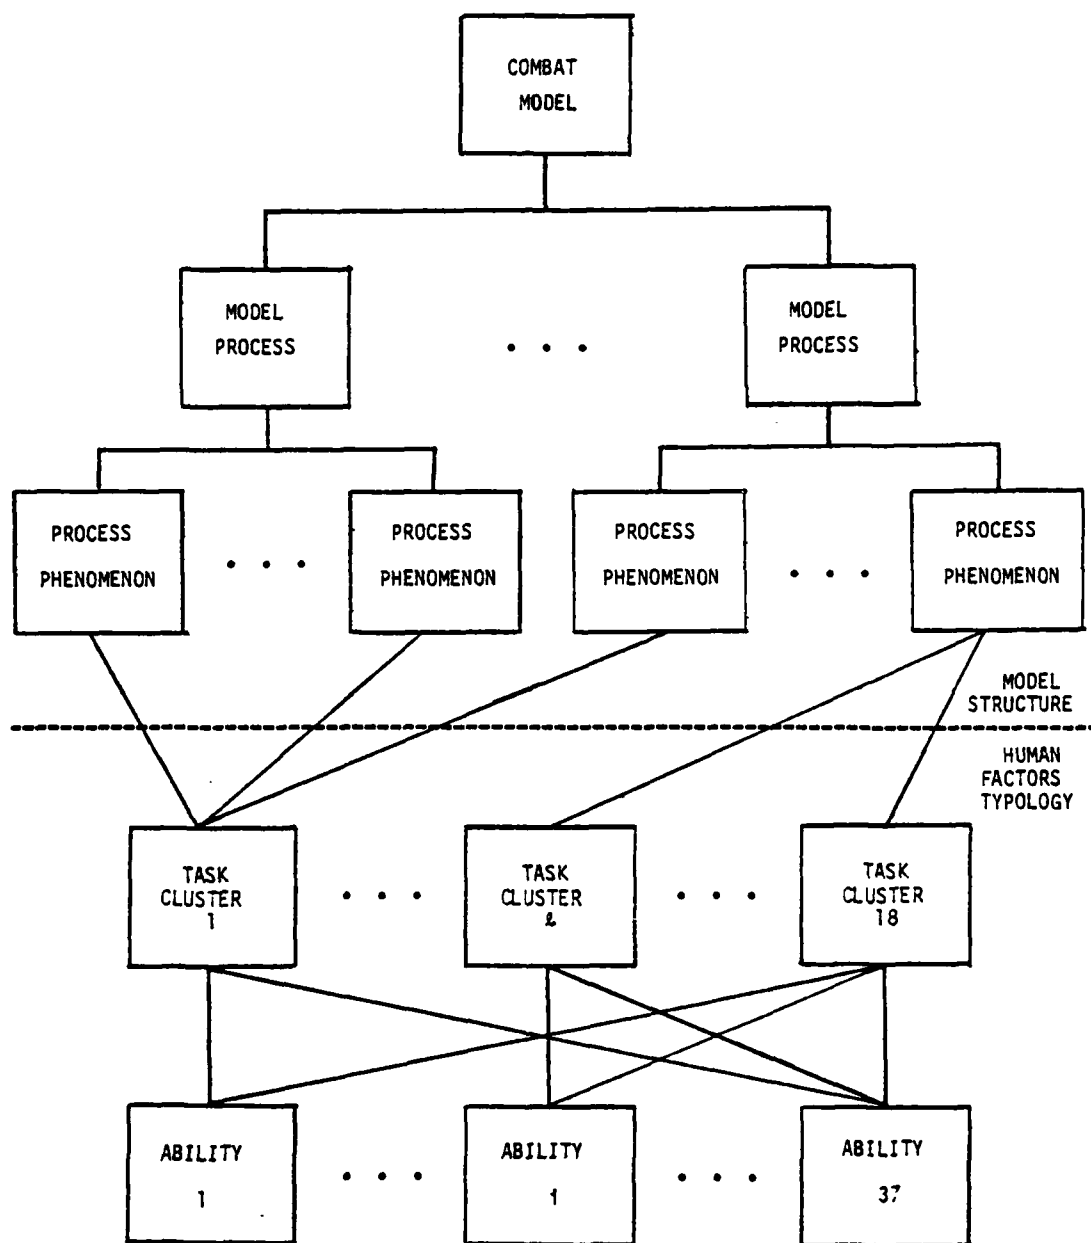 COMBAT
MODEL
MODEL
PROCESS
. . .
MODEL
PROCESS
PROCESS
PHENOMENON
. . .
PROCESS
PHENOMENON
PROCESS
PHENOMENON
. . .
PROCESS
PHENOMENON
MODEL
STRUCTURE
HUMAN
FACTORS
TYPOLOGY
TASK
CLUSTER
1
. . .
TASK
CLUSTER
ℓ
. . .
TASK
CLUSTER
18
ABILITY
1
. . .
ABILITY
. . .
ABILITY
37